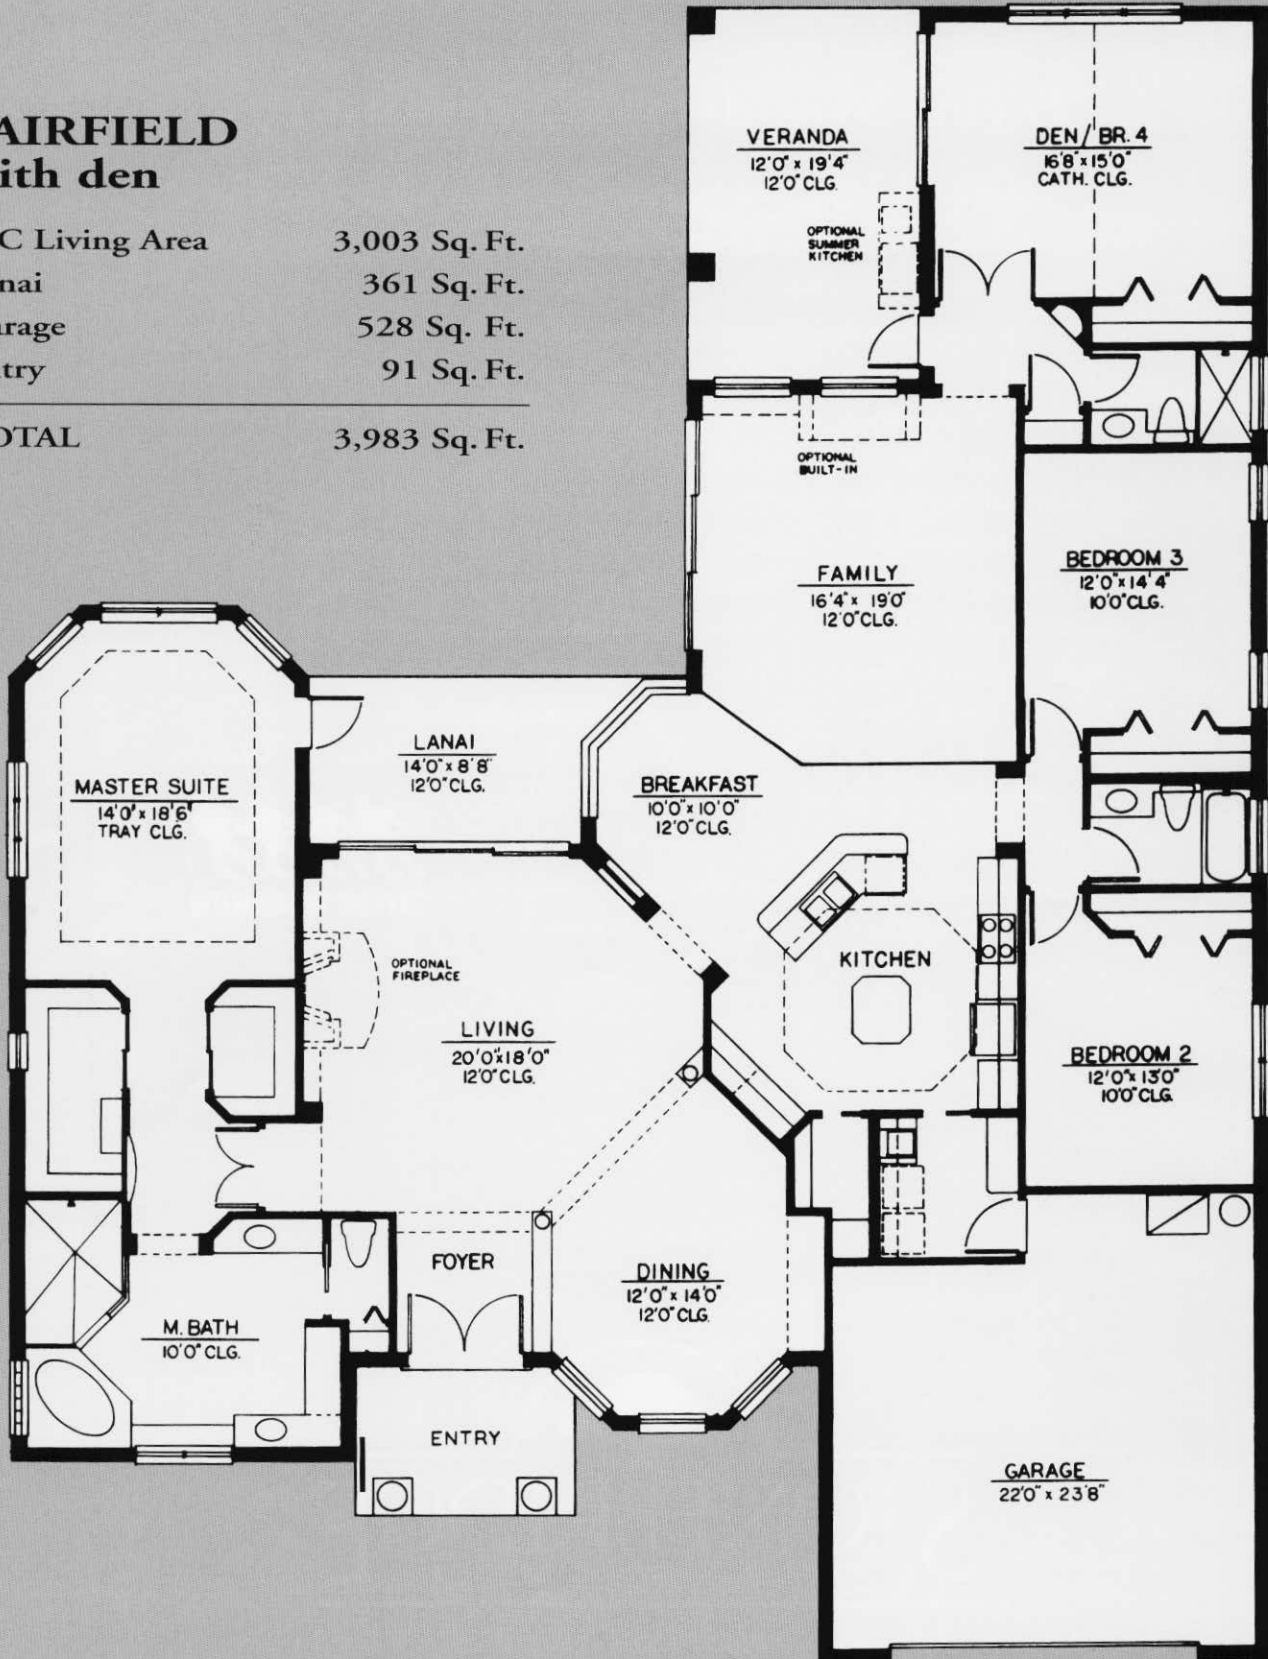 AIRFIELD
ith den
C Living Area 3,003 Sq. Ft.
nai 361 Sq. Ft.
arage 528 Sq. Ft.
try 91 Sq. Ft.
OTAL 3,983 Sq. Ft.
VERANDA
12'0" x 19'4"
12'0" CLG.
OPTIONAL
SUMMER
KITCHEN
DEN/BR. 4
16'8" x 15'0"
CATH. CLG.
OPTIONAL
BUILT-IN
FAMILY
16'4" x 19'0"
12'0" CLG.
BEDROOM 3
12'0" x 14'4"
10'0" CLG.
MASTER SUITE
14'0" x 18'6"
TRAY CLG.
LANAI
14'0" x 8'8"
12'0" CLG.
BREAKFAST
10'0" x 10'0"
12'0" CLG.
OPTIONAL
FIREPLACE
KITCHEN
LIVING
20'0" x 18'0"
12'0" CLG.
BEDROOM 2
12'0" x 13'0"
10'0" CLG.
FOYER
DINING
12'0" x 14'0"
12'0" CLG.
M. BATH
10'0" CLG.
ENTRY
GARAGE
22'0" x 23'8"